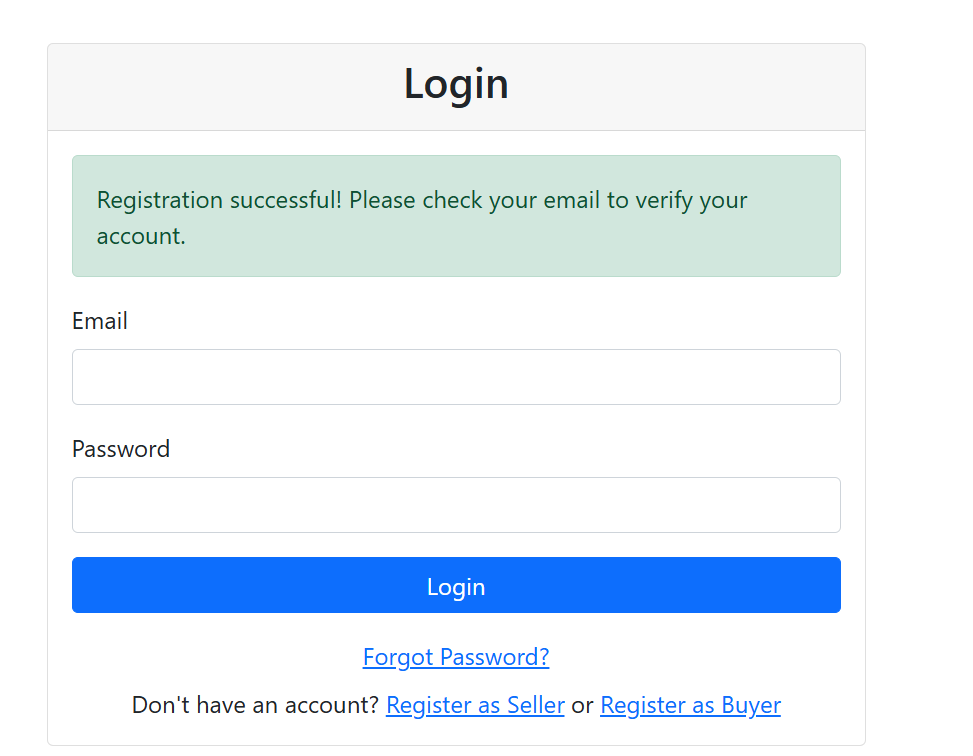 Login
Registration successful! Please check your email to verify your
account.
Email
Password
Login
Forgot Password?
Don't have an account? Register as Seller or Register as Buyer